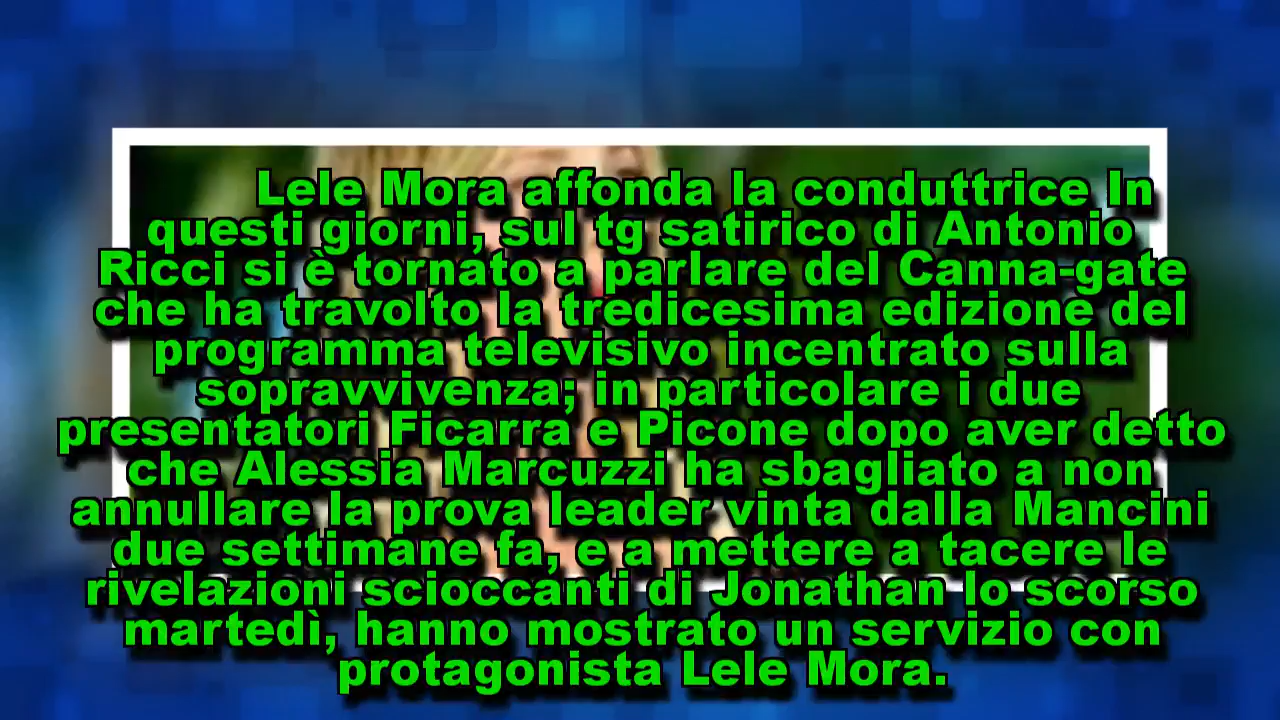 Lele Mora affonda la conduttrice In
questi giorni, sul tg satirico di Antonio
Ricci si è tornato a parlare del Canna-gate
che ha travolto la tredicesima edizione del
programma televisivo incentrato sulla
sopravvivenza; in particolare i due
presentatori Ficarra e Picone dopo aver detto
che Alessia Marcuzzi ha sbagliato a non
annullare la prova leader vinta dalla Mancini
due settimane fa, e a mettere a tacere le
rivelazioni scioccanti di Jonathan lo scorso
martedì, hanno mostrato un servizio con
protagonista Lele Mora.